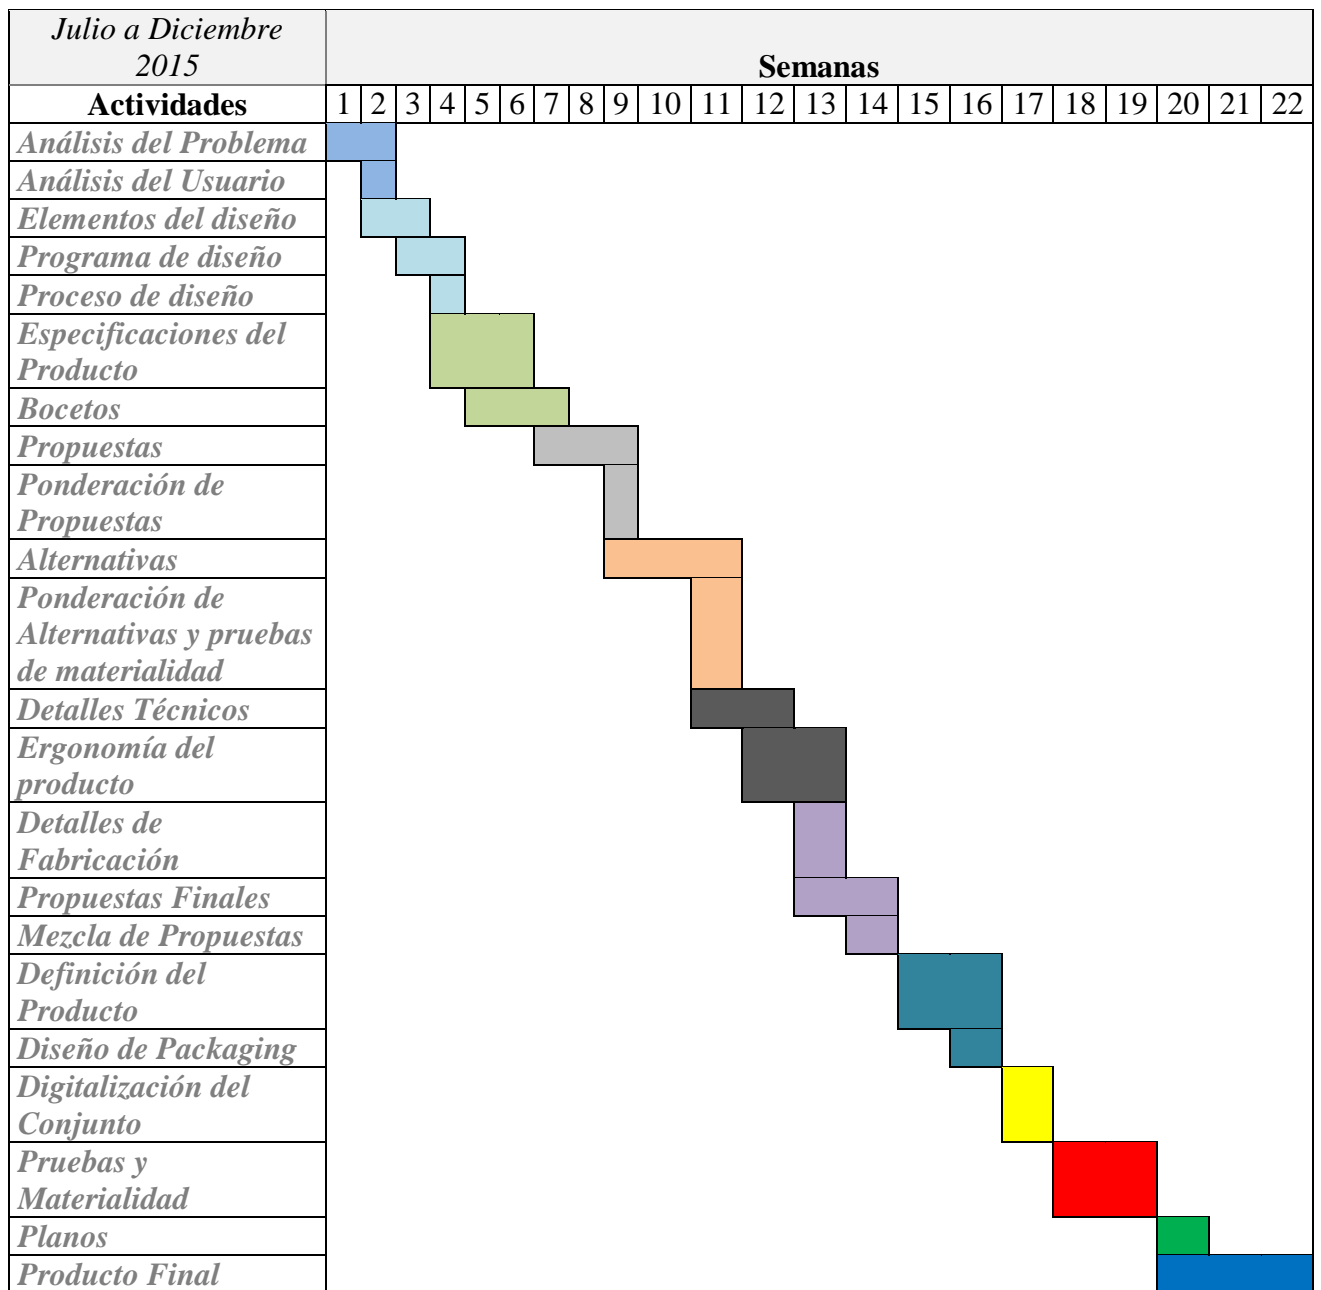 Julio a Diciembre
2015
Semanas
Actividades 1 2 3 4 5 6 7 8 9 10 11 12 13 14 15 16 17 18 19 20 21 22
Análisis del Problema
Análisis del Usuario
Elementos del diseño
Programa de diseño
Proceso de diseño
Especificaciones del
Producto
Bocetos
Propuestas
Ponderación de
Propuestas
Alternativas
Ponderación de
Alternativas y pruebas
de materialidad
Detalles Técnicos
Ergonomía del
producto
Detalles de
Fabricación
Propuestas Finales
Mezcla de Propuestas
Definición del
Producto
Diseño de Packaging
Digitalización del
Conjunto
Pruebas y
Materialidad
Planos
Producto Final